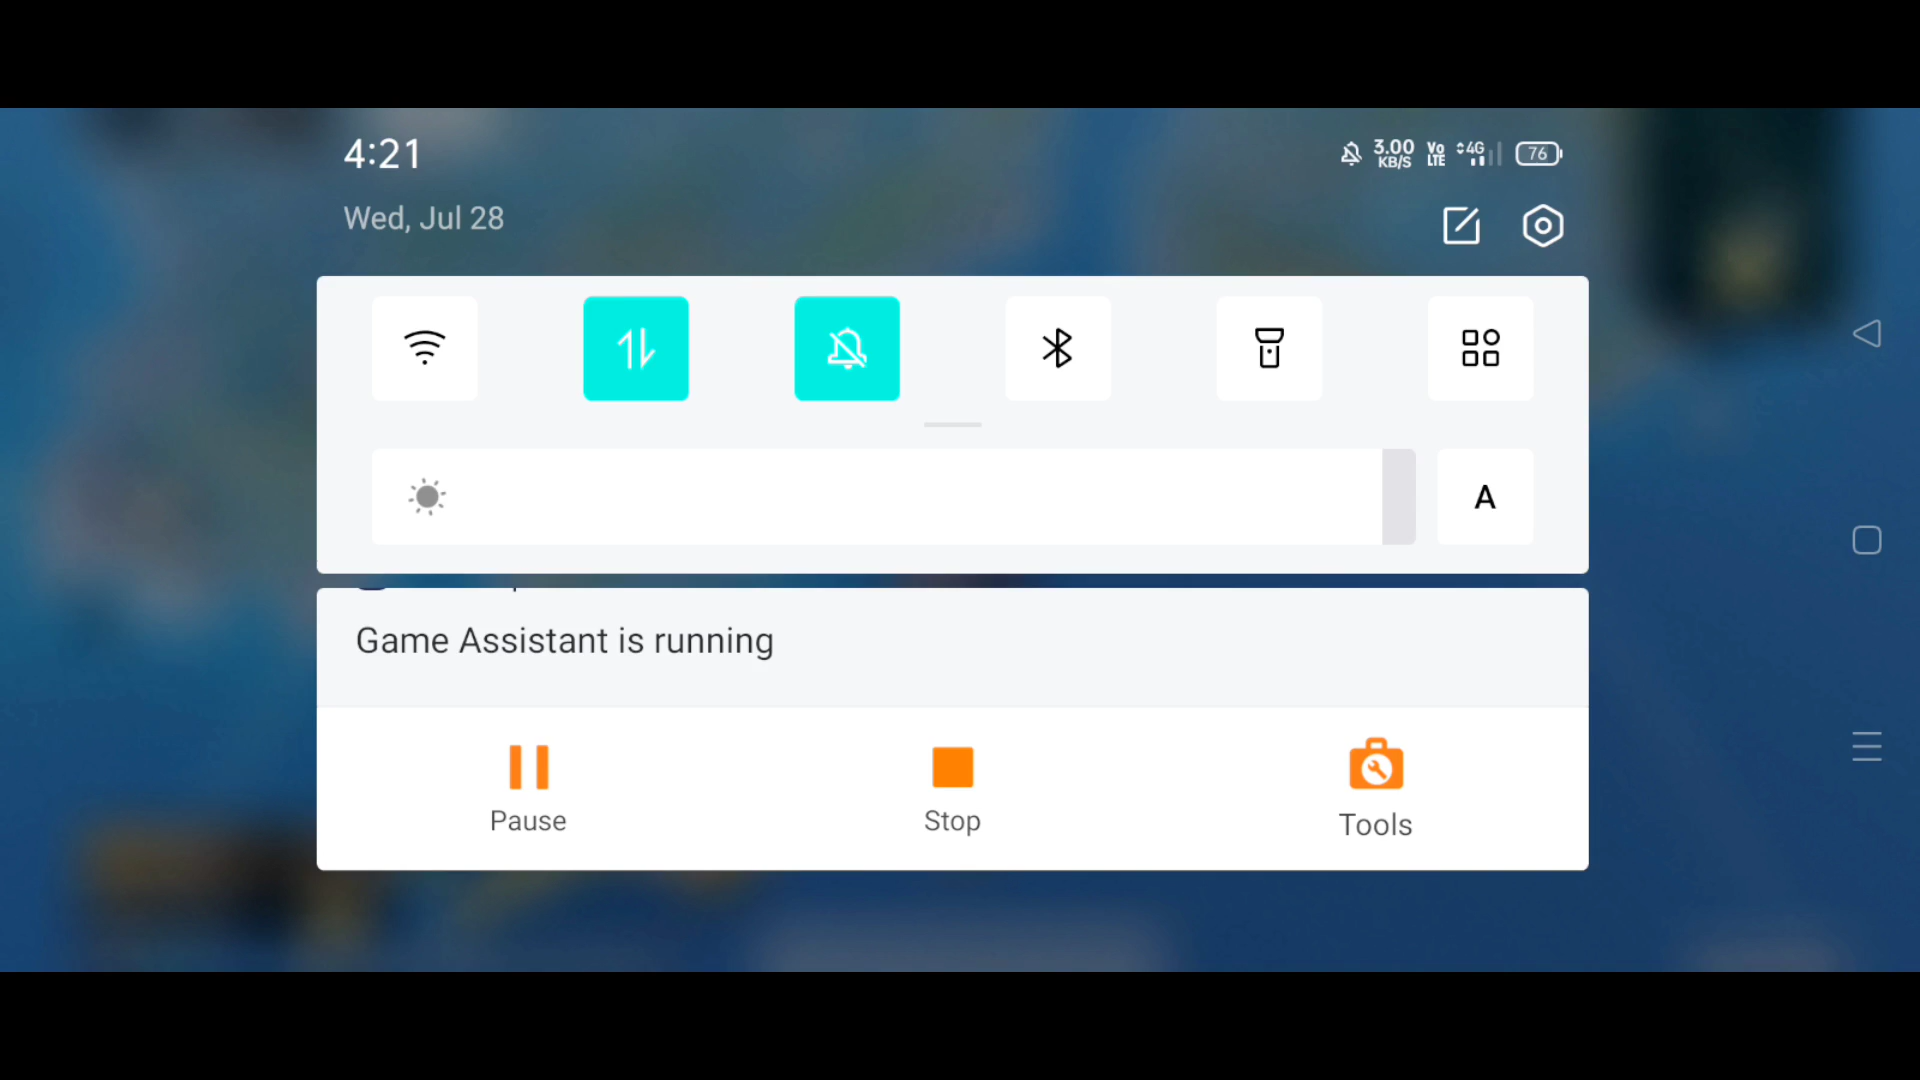 4:21
3.00
KB/S
Vo
LTE
4G
76
Wed, Jul 28
A
Game Assistant is running
Pause
Stop
Tools